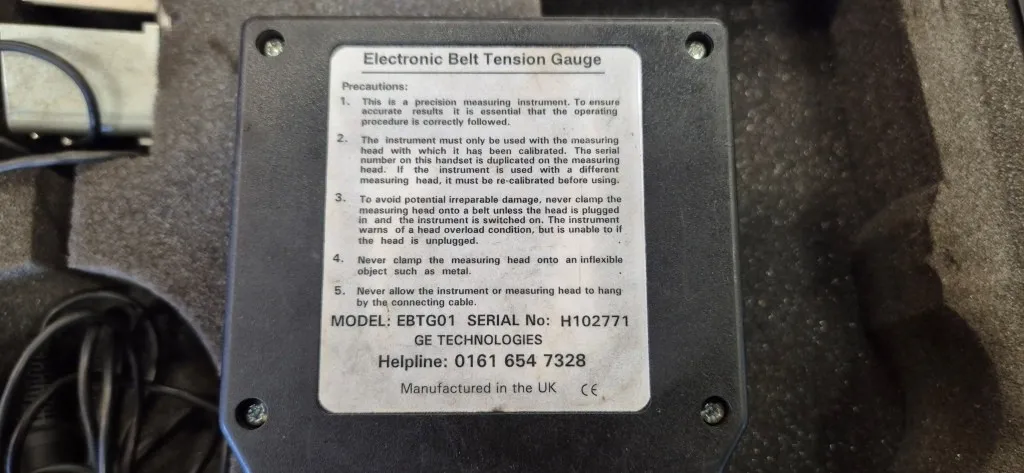 Electronic Belt Tension Gauge
Precautions:
1. This is a precision measuring instrument. To ensure
accurate results it is essential that the operating
procedure is correctly followed.
2. The instrument must only be used with the measuring
head with which it has been calibrated. The serial
number on this handset is duplicated on the measuring
head. If the instrument is used with a different
measuring head, it must be re-calibrated before using.
3. To avoid potential irreparable damage, never clamp the
measuring head onto a belt unless the head is plugged
in and the instrument is switched on. The instrument
warns of a head overload condition, but is unable to if
the head is unplugged.
4. Never clamp the measuring head onto an inflexible
object such as metal.
5. Never allow the instrument or measuring head to hang
by the connecting cable.
MODEL: EBTG01 SERIAL No: H102771
GE TECHNOLOGIES
Helpline: 0161 654 7328
Manufactured in the UK CE